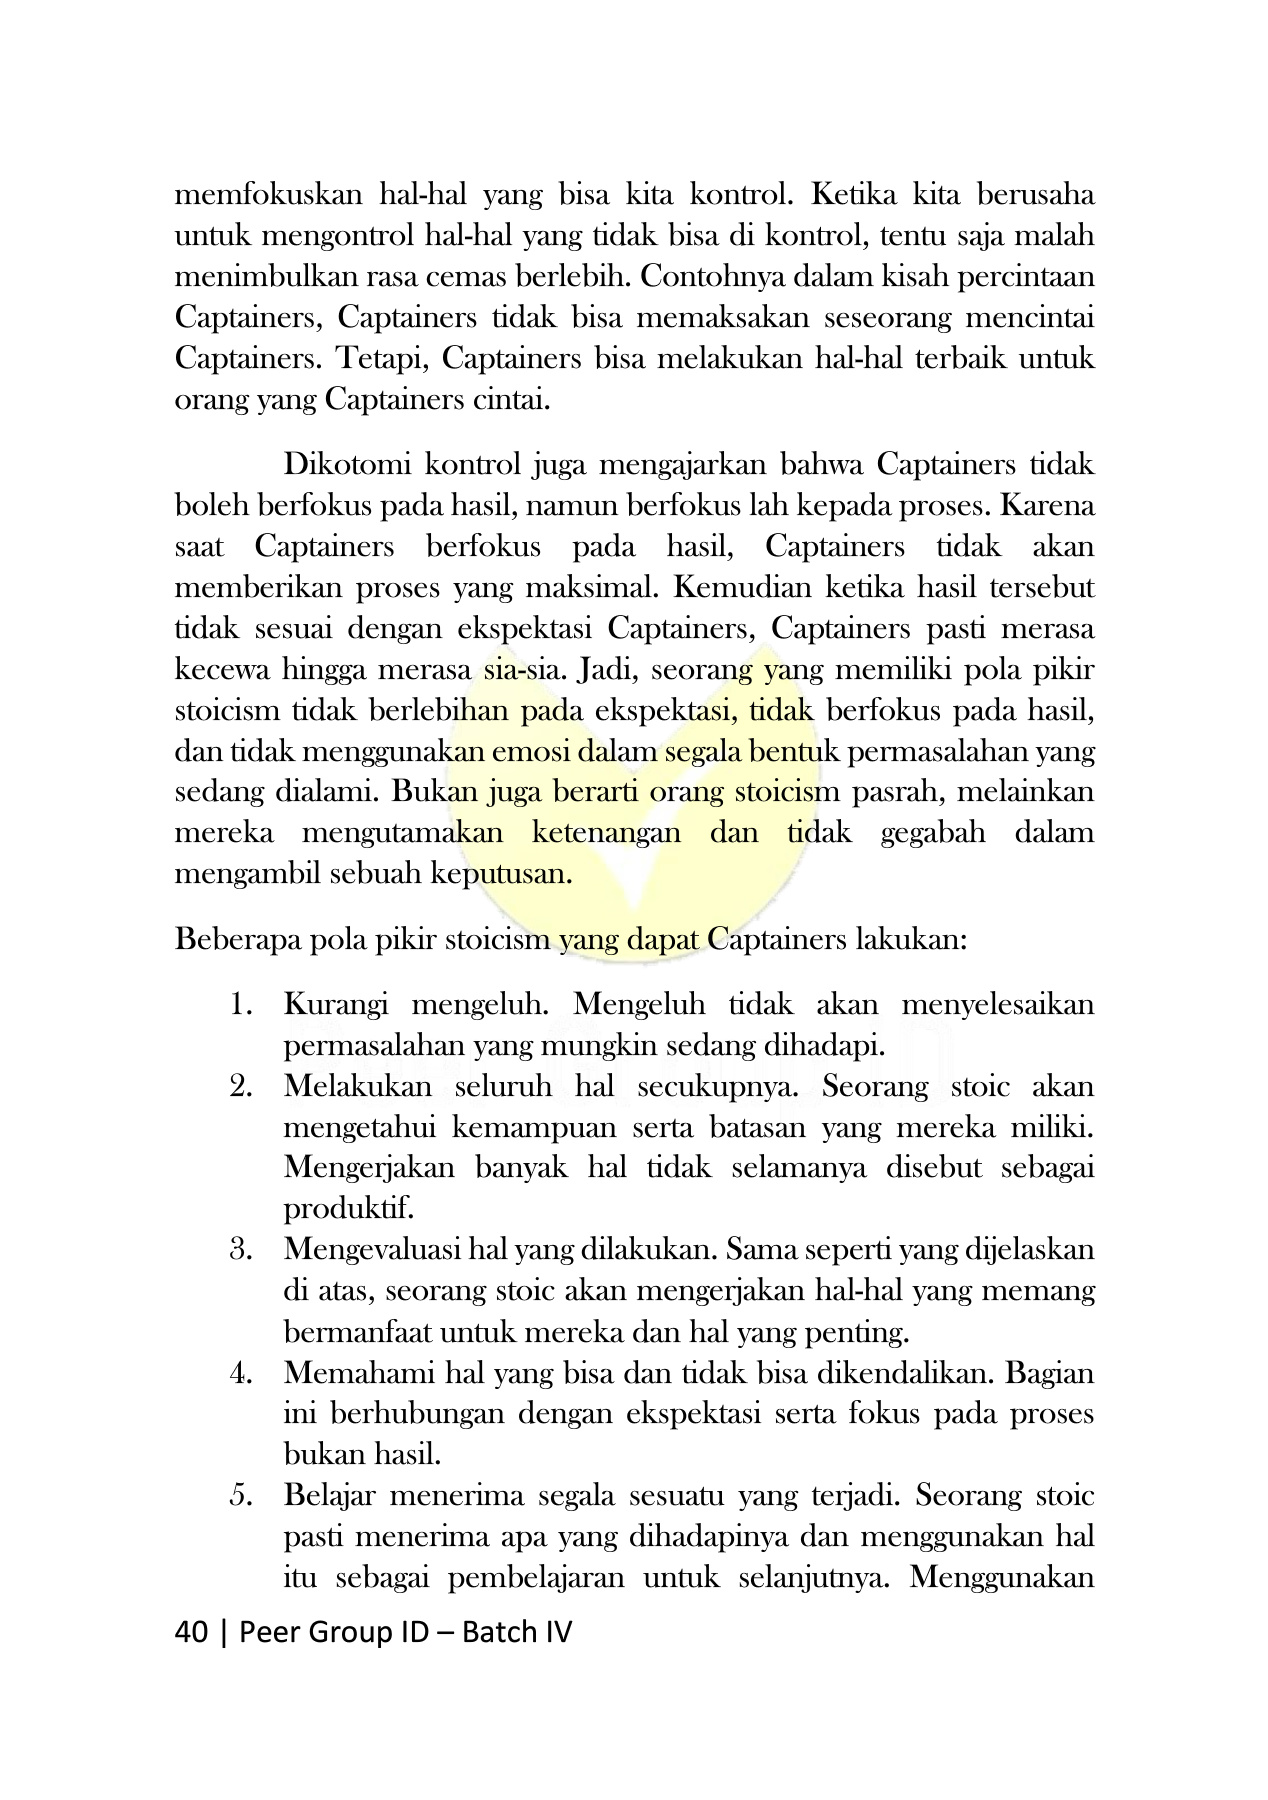 memfokuskan hal-hal yang bisa kita kontrol. Ketika kita berusaha
untuk mengontrol hal-hal yang tidak bisa di kontrol, tentu saja malah
menimbulkan rasa cemas berlebih. Contohnya dalam kisah percintaan
Captainers, Captainers tidak bisa memaksakan seseorang mencintai
Captainers. Tetapi, Captainers bisa melakukan hal-hal terbaik untuk
orang yang Captainers cintai.
Dikotomi kontrol juga mengajarkan bahwa Captainers tidak
boleh berfokus pada hasil, namun berfokus lah kepada proses. Karena
saat Captainers berfokus pada hasil, Captainers tidak akan
memberikan proses yang maksimal. Kemudian ketika hasil tersebut
tidak sesuai dengan ekspektasi Captainers, Captainers pasti merasa
kecewa hingga merasa sia-sia. Jadi, seorang yang memiliki pola pikir
stoicism tidak berlebihan pada ekspektasi, tidak berfokus pada hasil,
dan tidak menggunakan emosi dalam segala bentuk permasalahan yang
sedang dialami. Bukan juga berarti orang stoicism pasrah, melainkan
mereka mengutamakan ketenangan dan tidak gegabah dalam
mengambil sebuah keputusan.
Beberapa pola pikir stoicism yang dapat Captainers lakukan:
1. Kurangi mengeluh. Mengeluh tidak akan menyelesaikan
permasalahan yang mungkin sedang dihadapi.
2. Melakukan seluruh hal secukupnya. Seorang stoic akan
mengetahui kemampuan serta batasan yang mereka miliki.
Mengerjakan banyak hal tidak selamanya disebut sebagai
produktif.
3. Mengevaluasi hal yang dilakukan. Sama seperti yang dijelaskan
di atas, seorang stoic akan mengerjakan hal-hal yang memang
bermanfaat untuk mereka dan hal yang penting.
4. Memahami hal yang bisa dan tidak bisa dikendalikan. Bagian
ini berhubungan dengan ekspektasi serta fokus pada proses
bukan hasil.
5. Belajar menerima segala sesuatu yang terjadi. Seorang stoic
pasti menerima apa yang dihadapinya dan menggunakan hal
itu sebagai pembelajaran untuk selanjutnya. Menggunakan
40 | Peer Group ID – Batch IV